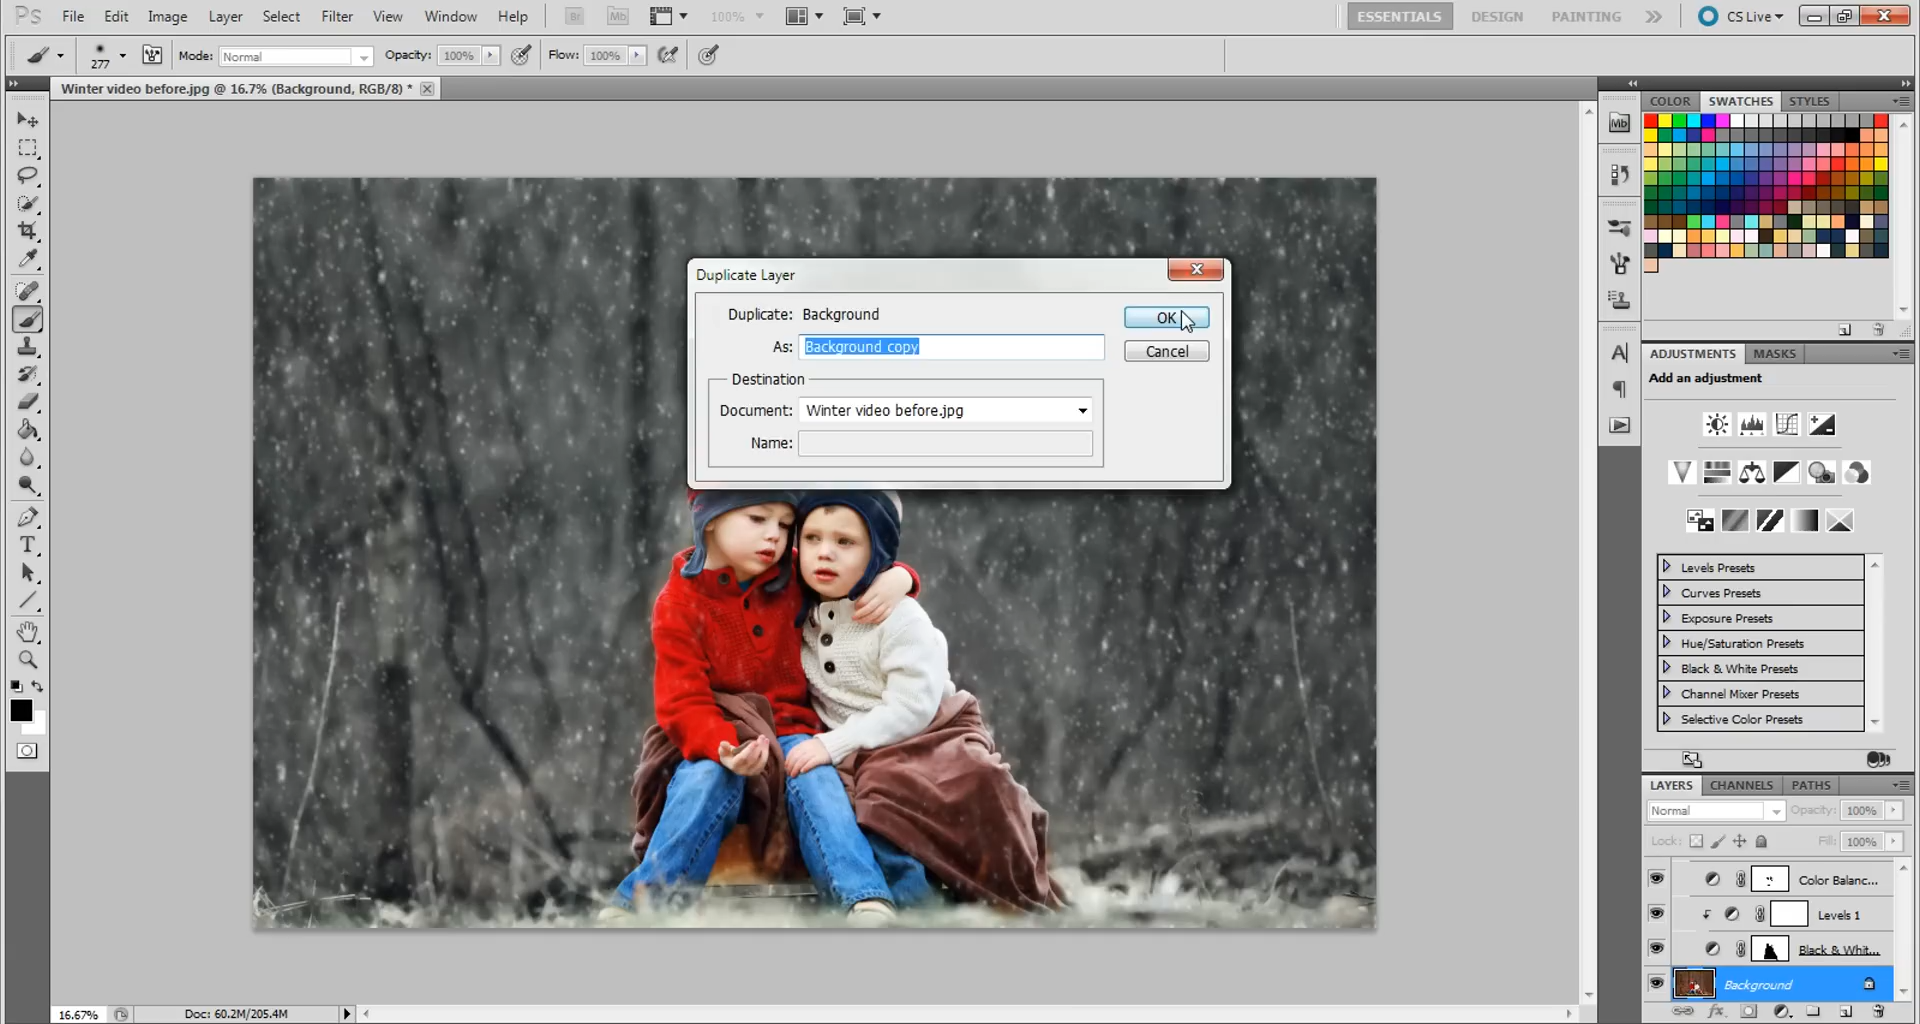 Ps File Edit Image Layer Select Filter View Window Help Br Mb 100% ESSENTIALS DESIGN PAINTING CS Live
277 Mode: Normal Opacity: 100% Flow: 100%
Winter video before.jpg @ 16.7% (Background, RGB/8) *
COLOR SWATCHES STYLES
Mb
Duplicate Layer
Duplicate: Background
OK
As: Background copy
Cancel
Destination
Document: Winter video before.jpg
Name:
A
ADJUSTMENTS MASKS
Add an adjustment
T
Levels Presets
Curves Presets
Exposure Presets
Hue/Saturation Presets
Black & White Presets
Channel Mixer Presets
Selective Color Presets
LAYERS CHANNELS PATHS
Normal Opacity: 100%
Lock: Fill: 100%
Color Balanc...
Levels 1
Black & Whit...
Background
fx
16.67% Doc: 60.2M/205.4M